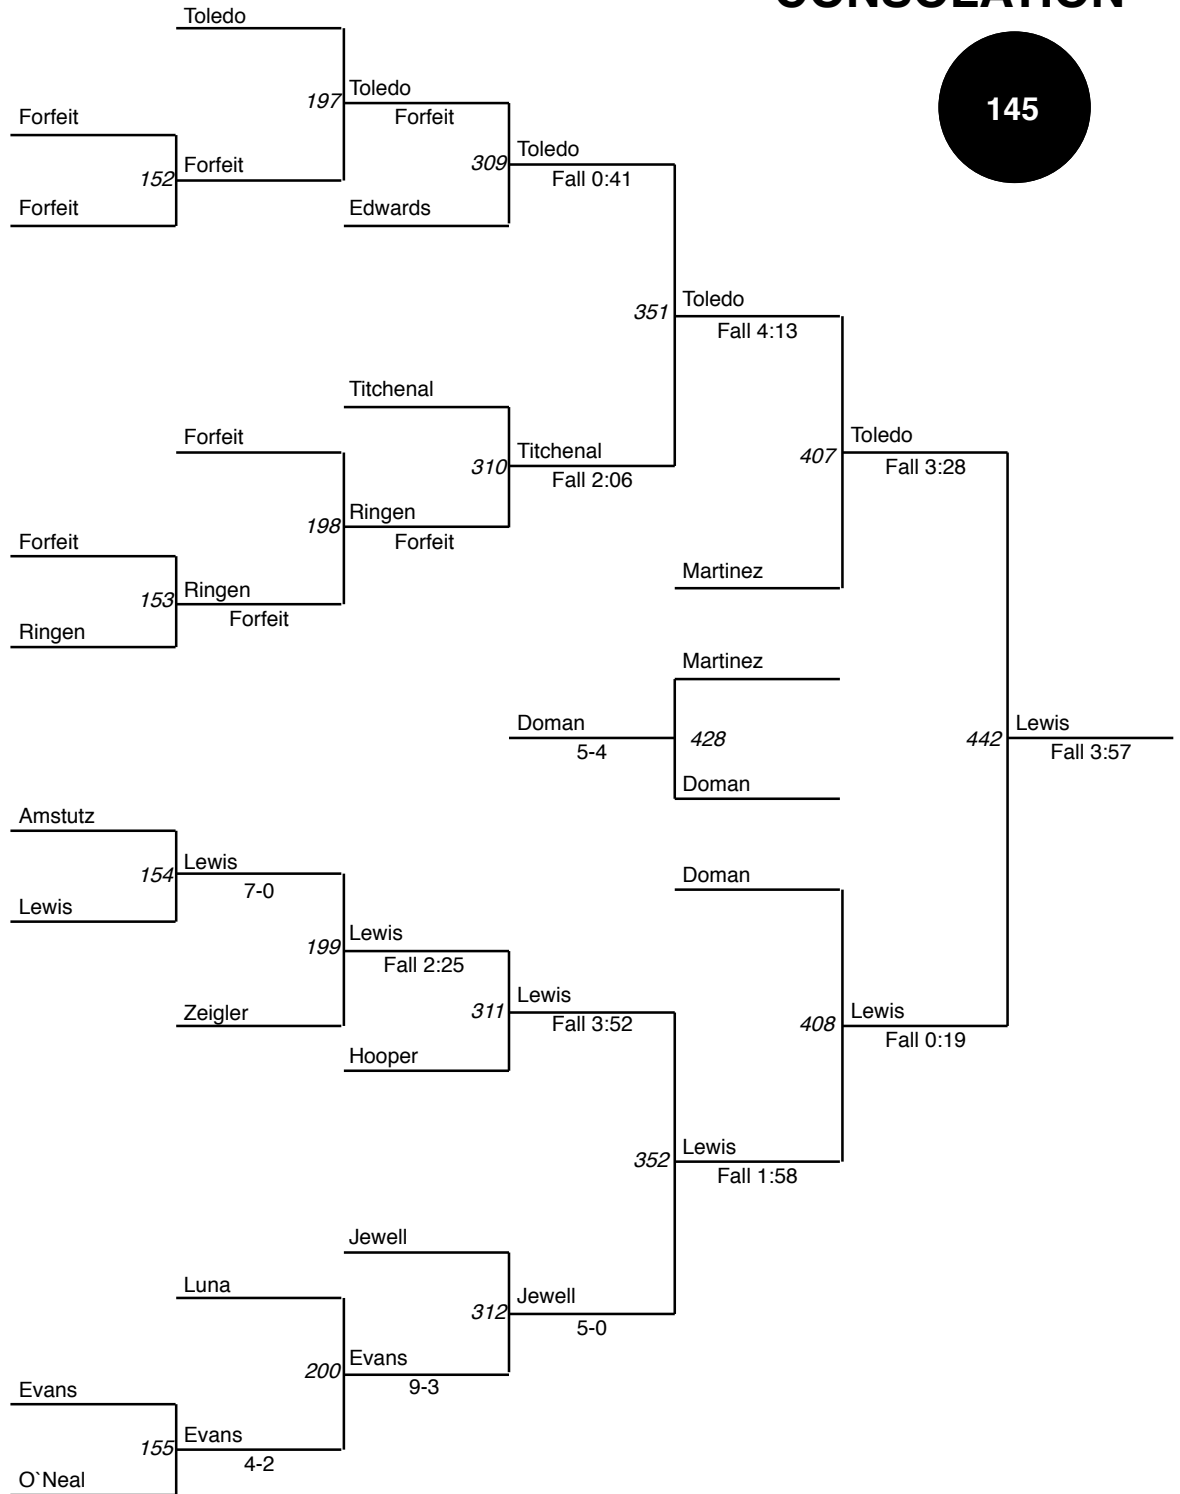 CONSOLATION
Toledo
145
197
Toledo
Forfeit
Forfeit
309
Toledo
152
Forfeit
Fall 0:41
Forfeit
Edwards
351
Toledo
Fall 4:13
Titchenal
Forfeit
407
Toledo
310
Titchenal
Fall 3:28
Fall 2:06
198
Ringen
Forfeit
Forfeit
Martinez
153
Ringen
Forfeit
Ringen
Martinez
Doman
428
442
Lewis
5-4
Fall 3:57
Doman
Amstutz
154
Lewis
Doman
7-0
Lewis
199
Lewis
Fall 2:25
Lewis
Zeigler
311
Fall 3:52
408
Lewis
Fall 0:19
Hooper
352
Lewis
Fall 1:58
Jewell
Luna
312
Jewell
5-0
200
Evans
9-3
Evans
155
Evans
4-2
O`Neal